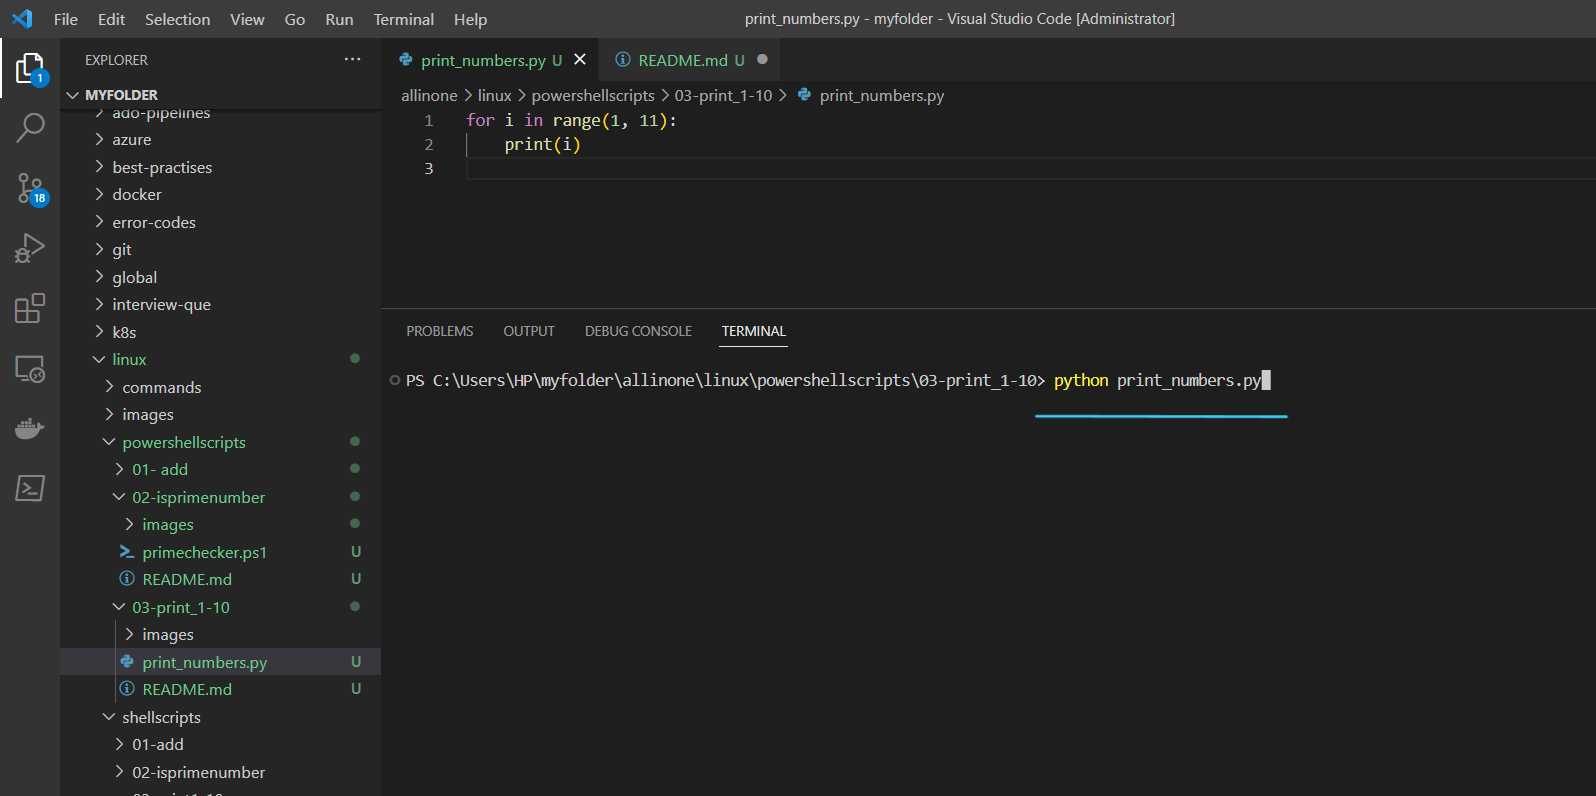 File Edit Selection View Go Run Terminal Help
print_numbers.py - myfolder - Visual Studio Code [Administrator]
1
18
EXPLORER
MYFOLDER
ado-pipelines
azure
best-practises
docker
error-codes
git
global
interview-que
k8s
linux
commands
images
powershellscripts
01- add
02-isprimenumber
images
primechecker.ps1 U
README.md U
03-print_1-10
images
print_numbers.py U
README.md U
shellscripts
01-add
02-isprimenumber
print_numbers.py U
README.md U
allinone > linux > powershellscripts > 03-print_1-10 > print_numbers.py
1 for i in range(1, 11):
2 print(i)
3
PROBLEMS OUTPUT DEBUG CONSOLE TERMINAL
PS C:\Users\HP\myfolder\allinone\linux\powershellscripts\03-print_1-10> python print_numbers.py